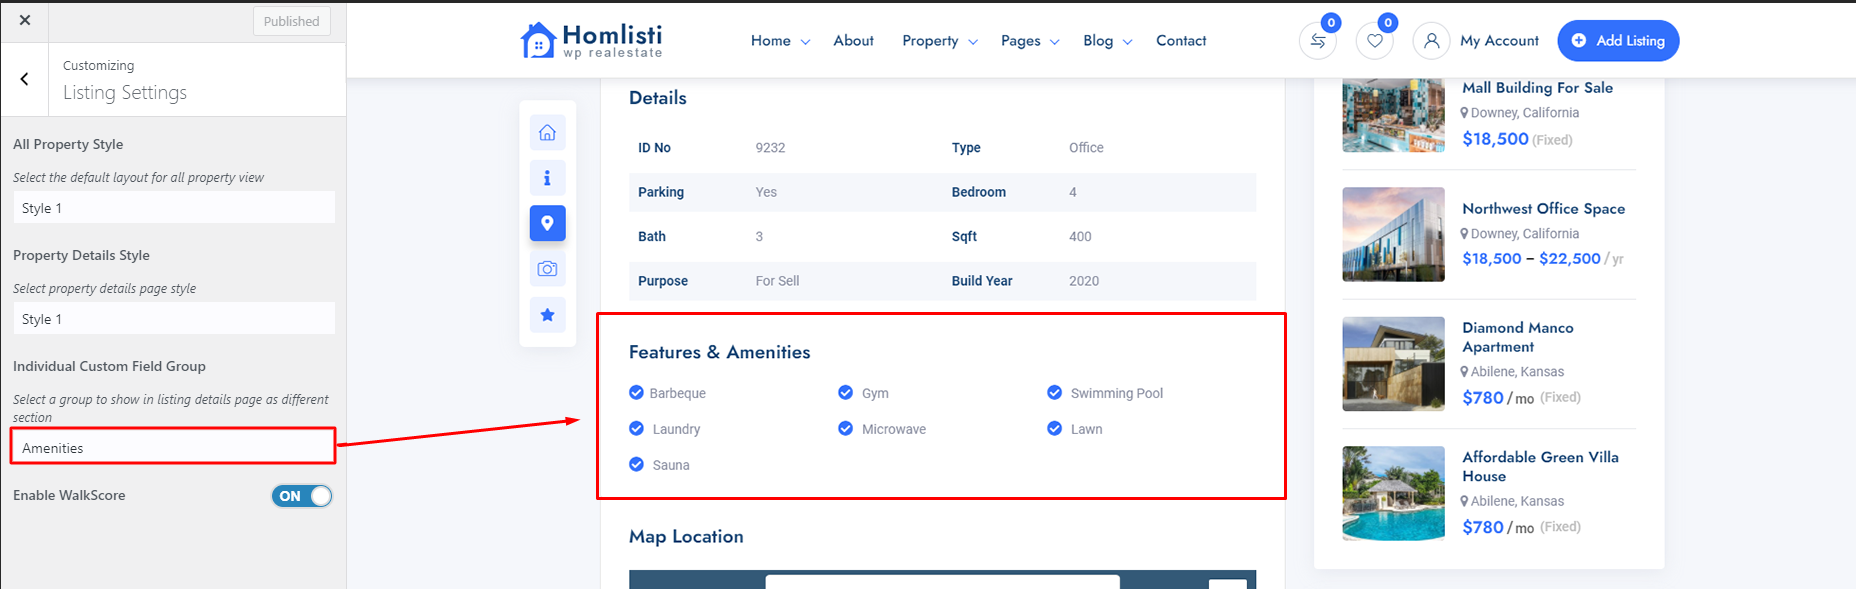 Published
Customizing
Listing Settings
All Property Style
Select the default layout for all property view
Style 1
Property Details Style
Select property details page style
Style 1
Individual Custom Field Group
Select a group to show in listing details page as different
section
Amenities
Enable WalkScore
ON
Homlisti
wp realestate
Home
About
Property
Pages
Blog
Contact
0
0
My Account
Add Listing
Details
ID No 9232 Type Office
Parking Yes Bedroom 4
Bath 3 Sqft 400
Purpose For Sell Build Year 2020
Features & Amenities
Barbeque Gym Swimming Pool
Laundry Microwave Lawn
Sauna
Map Location
Mall Building For Sale
Downey, California
$18,500 (Fixed)
Northwest Office Space
Downey, California
$18,500 – $22,500 / yr
Diamond Manco
Apartment
Abilene, Kansas
$780 / mo (Fixed)
Affordable Green Villa
House
Abilene, Kansas
$780 / mo (Fixed)